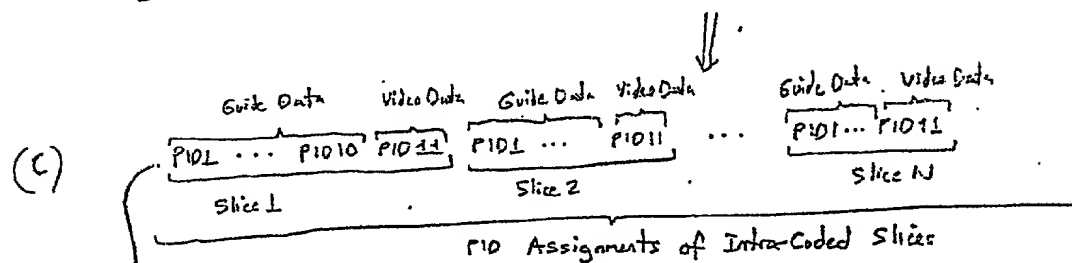 Guide Data Video Data Guide Data Video Data Guide Data Video Data
(C) PID1 ... PID10 PID11 PID1 ... PID11 ... PID1... PID11
Slice 1 Slice 2 Slice N
PID Assignments of Intra-Coded Slices